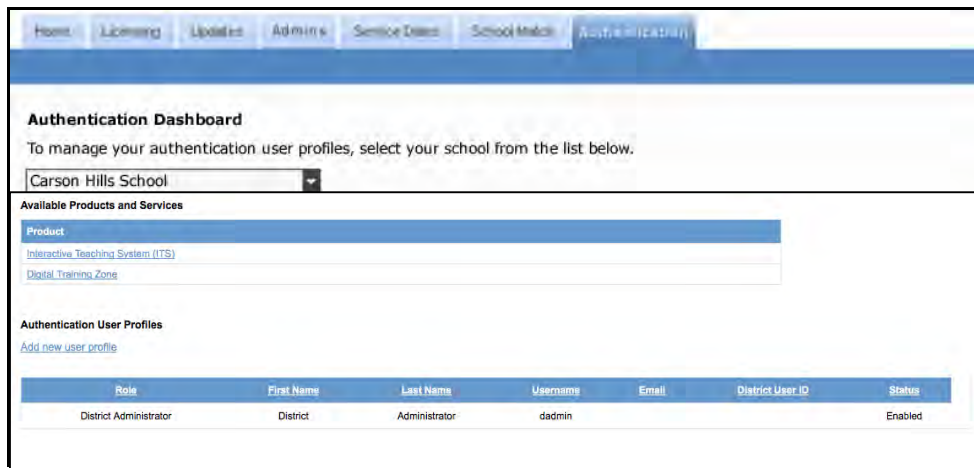 Home Licensing Updates Admins Service Dates School Match Authentication
Authentication Dashboard
To manage your authentication user profiles, select your school from the list below.
Carson Hills School
Available Products and Services
Product
Interactive Teaching System (ITS)
Digital Training Zone
Authentication User Profiles
Add new user profile
Role First Name Last Name Username Email District User ID Status
District Administrator District Administrator dadmin Enabled